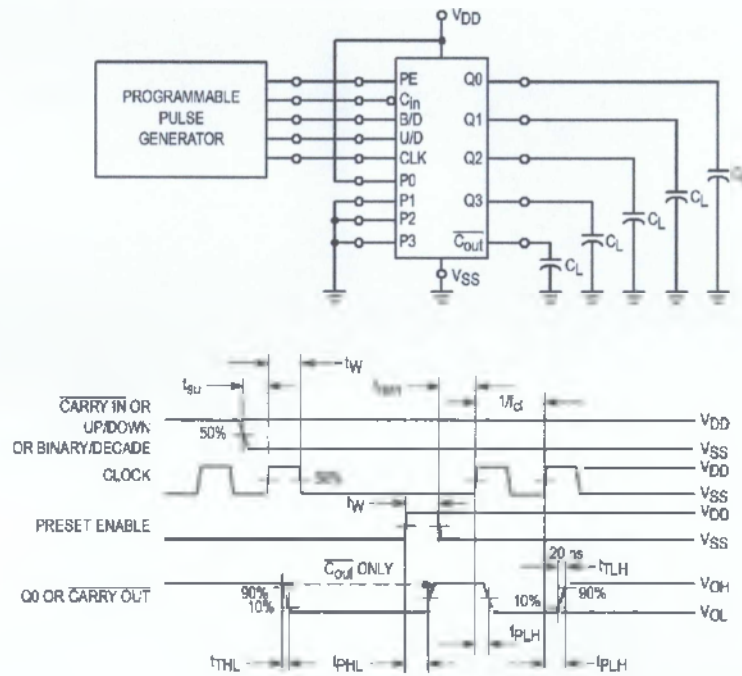 VDD
PROGRAMMABLE
PULSE
GENERATOR
PE
Cin
B/D
U/D
CLK
P0
P1
P2
P3
Q0
Q1
Q2
Q3
Cout
VSS
CL
CL
CL
CL
tW
tsu
1/fcl
CARRY IN OR
UP/DOWN
OR BINARY/DECADE
50%
VDD
VSS
CLOCK
50%
VDD
VSS
tW
PRESET ENABLE
VDD
VSS
20 ns
tTLH
Cout ONLY
Q0 OR CARRY OUT
90%
10%
10%
90%
VOH
VOL
tPLH
tTHL
tPHL
tPLH